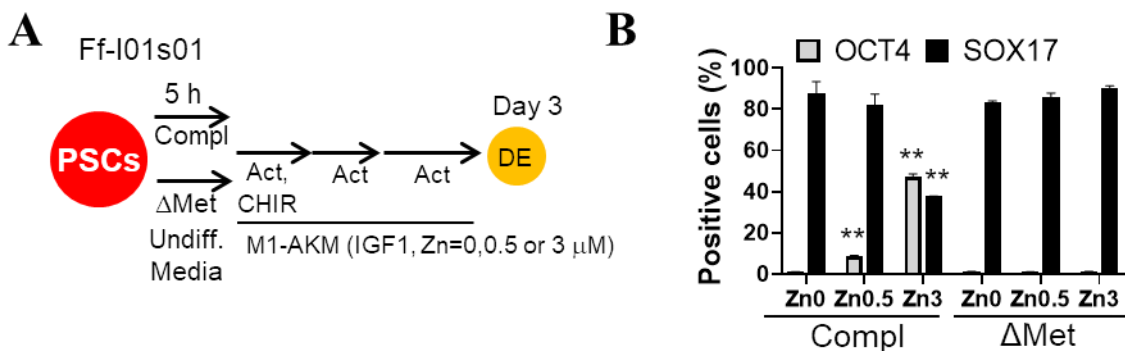 A
Ff-I01s01
5 h
Compl
PSCs
ΔMet
Undiff.
Media
Act,
CHIR
Act
Act
Day 3
DE
M1-AKM (IGF1, Zn=0,0.5 or 3 μM)
B
OCT4 SOX17
Positive cells (%)
100
80
60
40
20
0
**
**
**
Zn0 Zn0.5 Zn3 Zn0 Zn0.5 Zn3
Compl ΔMet